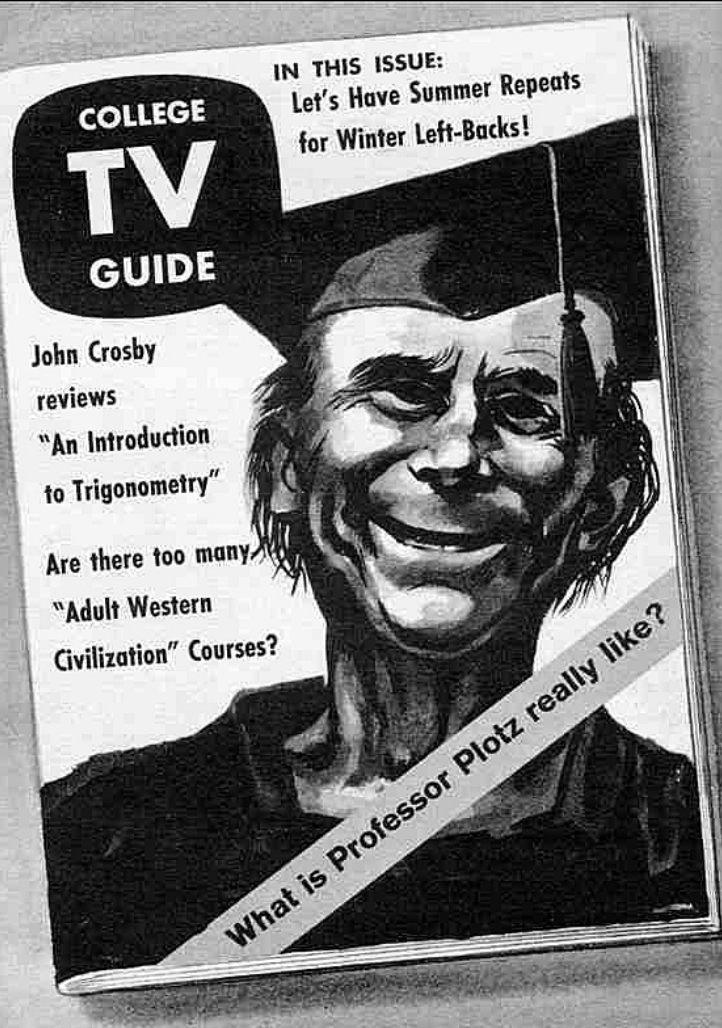 COLLEGE
TV
GUIDE
IN THIS ISSUE:
Let's Have Summer Repeats
for Winter Left-Backs!
John Crosby
reviews
"An Introduction
to Trigonometry"
Are there too many
"Adult Western
Civilization" Courses?
What is Professor Plotz really like?